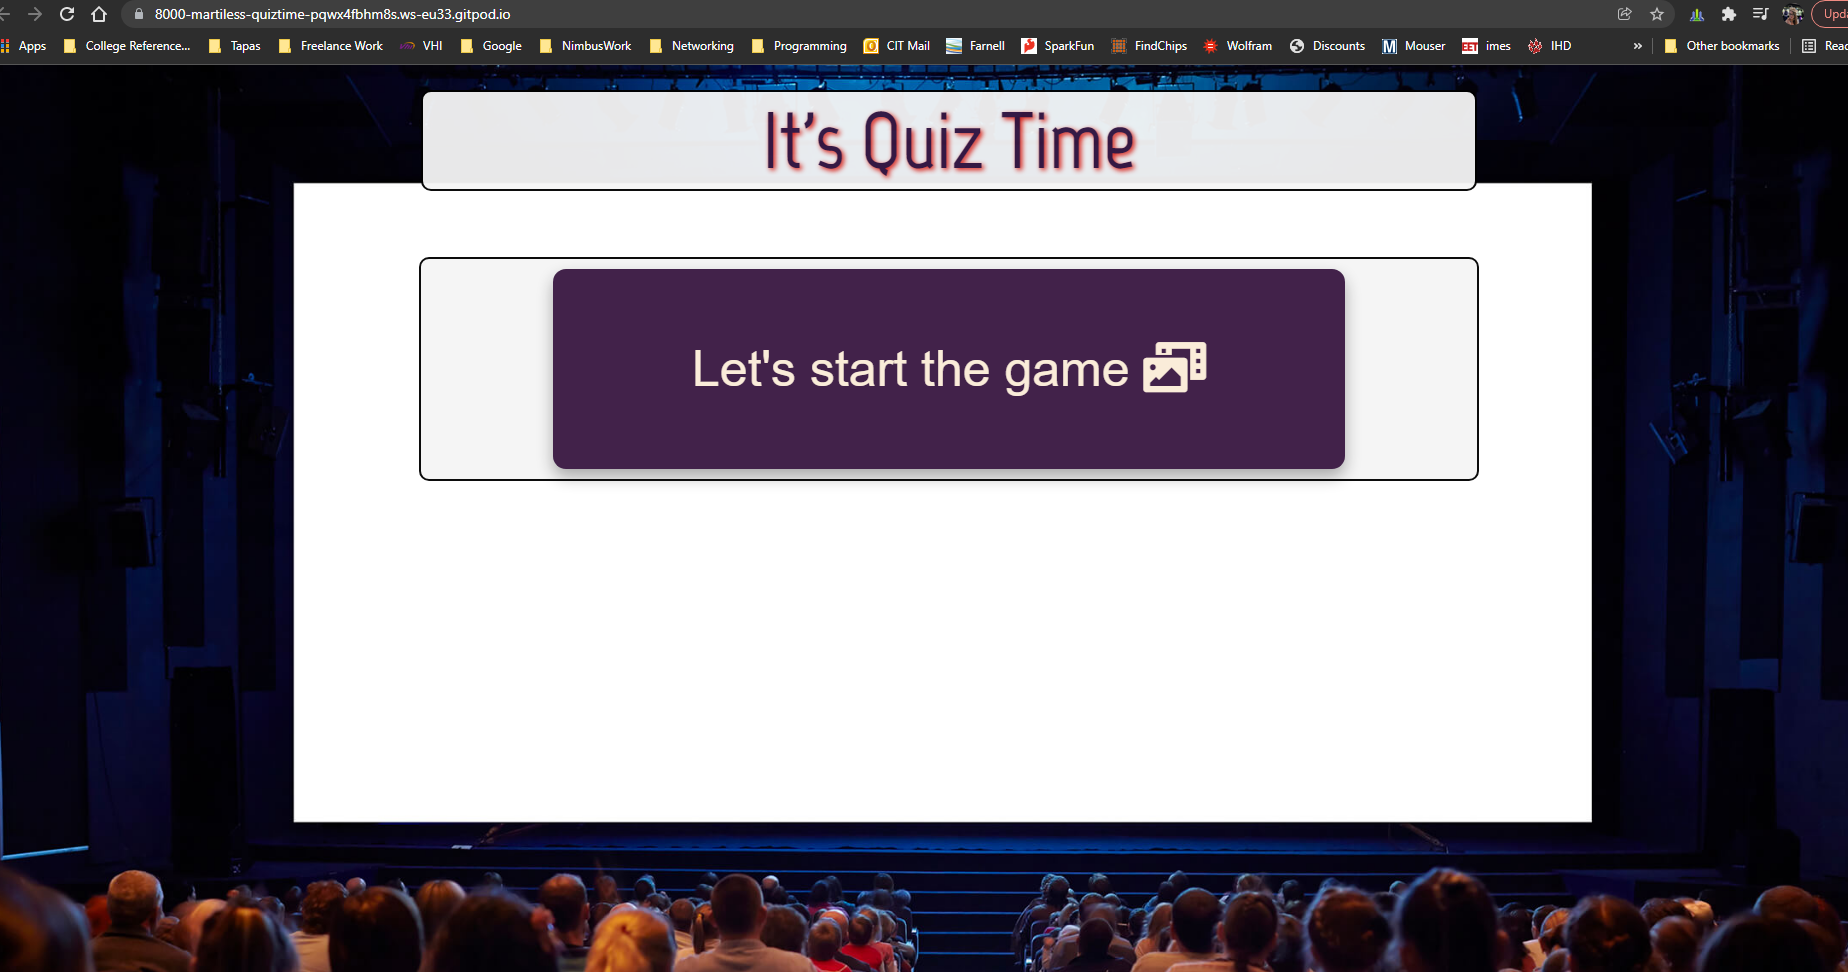 8000-martiless-quiztime-pqwx4fbhm8s.ws-eu33.gitpod.io
Apps College Reference... Tapas Freelance Work VHI Google NimbusWork Networking Programming CIT Mail Farnell SparkFun FindChips Wolfram Discounts M Mouser EET imes IHD » Other bookmarks
It's Quiz Time
Let's start the game